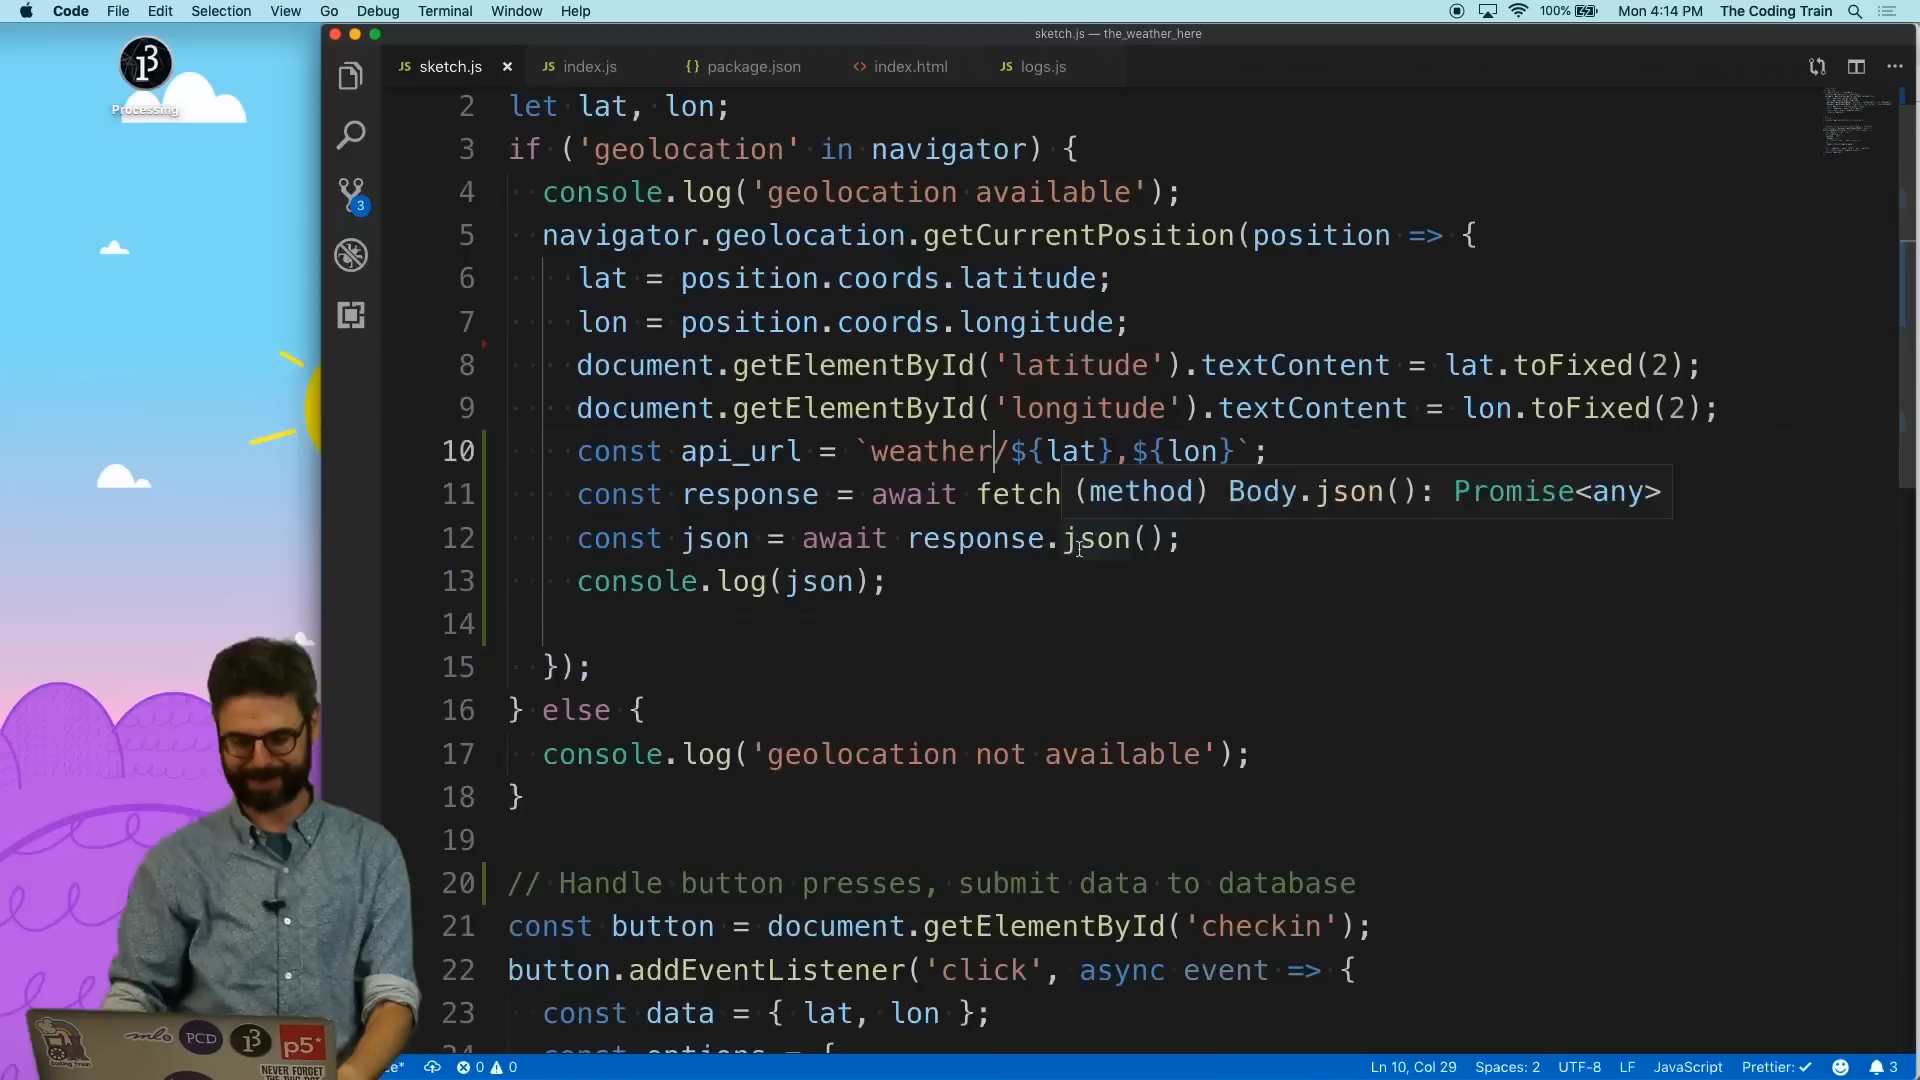 Code File Edit Selection View Go Debug Terminal Window Help 100% Mon 4:14 PM The Coding Train
sketch.js — the_weather_here
Processing
JS sketch.js × JS index.js {} package.json <> index.html JS logs.js
3
2 let lat, lon;
3 if ('geolocation' in navigator) {
4 console.log('geolocation available');
5 navigator.geolocation.getCurrentPosition(position => {
6 lat = position.coords.latitude;
7 lon = position.coords.longitude;
8 document.getElementById('latitude').textContent = lat.toFixed(2);
9 document.getElementById('longitude').textContent = lon.toFixed(2);
10 const api_url = `weather/${lat},${lon}`;
11 const response = await fetch
(method) Body.json(): Promise<any>
12 const json = await response.json();
13 console.log(json);
14
15 });
16 } else {
17 console.log('geolocation not available');
18 }
19
20 // Handle button presses, submit data to database
21 const button = document.getElementById('checkin');
22 button.addEventListener('click', async event => {
23 const data = { lat, lon };
24 const options = {
PCD
p5*
NEVER FORGET
0 0 Ln 10, Col 29 Spaces: 2 UTF-8 LF JavaScript Prettier: ✓ 3